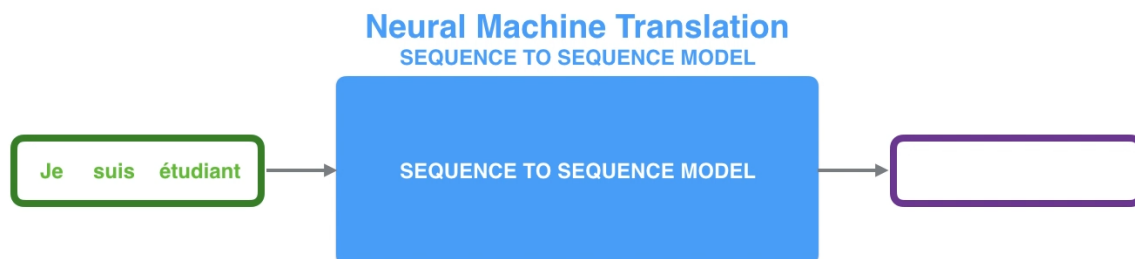 Neural Machine Translation
SEQUENCE TO SEQUENCE MODEL
Je suis étudiant
SEQUENCE TO SEQUENCE MODEL